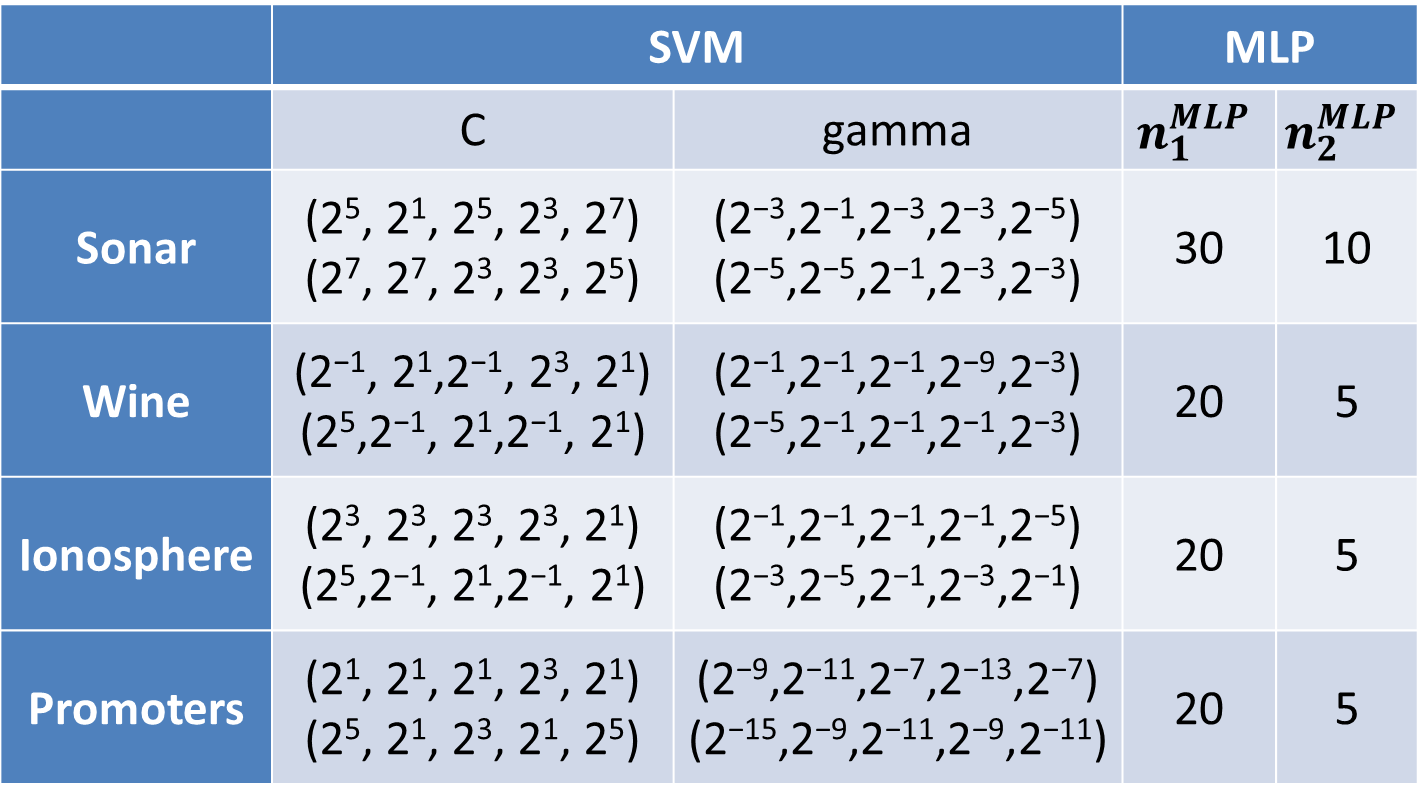 SVM MLP
C gamma n₁ᴹᴸᴾ n₂ᴹᴸᴾ
Sonar (2⁵, 2¹, 2⁵, 2³, 2⁷) (2⁻³,2⁻¹,2⁻³,2⁻³,2⁻⁵) 30 10
(2⁷, 2⁷, 2³, 2³, 2⁵) (2⁻⁵,2⁻⁵,2⁻¹,2⁻³,2⁻³)
Wine (2⁻¹, 2¹,2⁻¹, 2³, 2¹) (2⁻¹,2⁻¹,2⁻¹,2⁻⁹,2⁻³) 20 5
(2⁵,2⁻¹, 2¹,2⁻¹, 2¹) (2⁻⁵,2⁻¹,2⁻¹,2⁻¹,2⁻³)
Ionosphere (2³, 2³, 2³, 2³, 2¹) (2⁻¹,2⁻¹,2⁻¹,2⁻¹,2⁻⁵) 20 5
(2⁵,2⁻¹, 2¹,2⁻¹, 2¹) (2⁻³,2⁻⁵,2⁻¹,2⁻³,2⁻¹)
Promoters (2¹, 2¹, 2¹, 2³, 2¹) (2⁻⁹,2⁻¹¹,2⁻⁷,2⁻¹³,2⁻⁷) 20 5
(2⁵, 2¹, 2³, 2¹, 2⁵) (2⁻¹⁵,2⁻⁹,2⁻¹¹,2⁻⁹,2⁻¹¹)